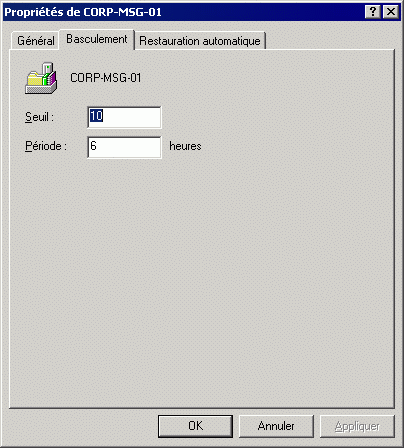 Propriétés de CORP-MSG-01
Général Basculement Restauration automatique
CORP-MSG-01
Seuil : 10
Période : 6 heures
OK Annuler Appliquer